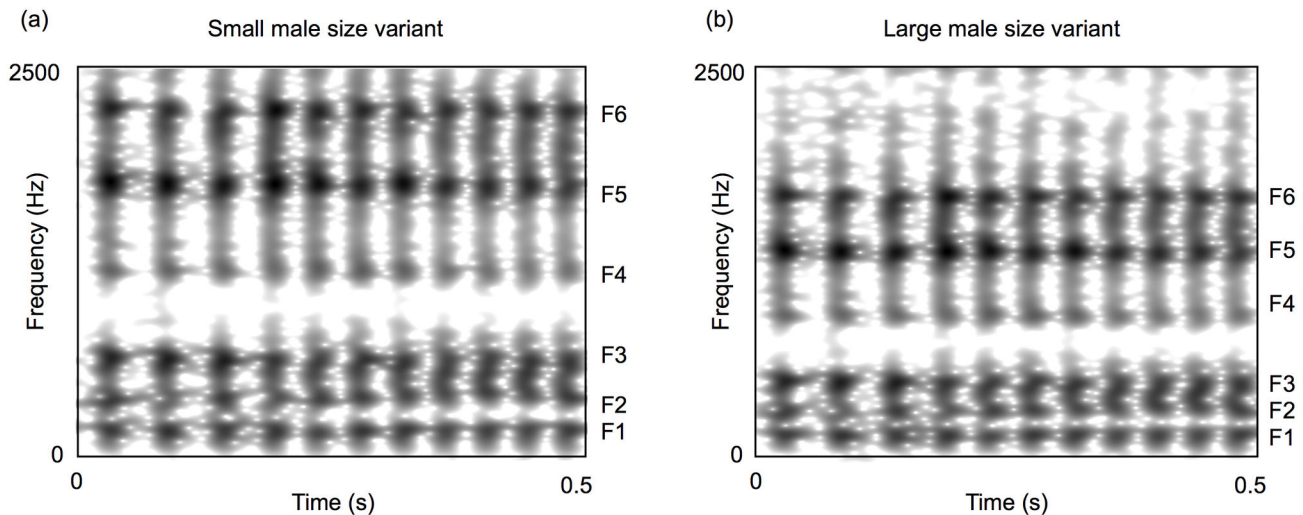 (a)
Small male size variant
2500
Frequency (Hz)
0
F6
F5
F4
F3
F2
F1
0
Time (s)
0.5
(b)
Large male size variant
2500
Frequency (Hz)
0
F6
F5
F4
F3
F2
F1
0
Time (s)
0.5